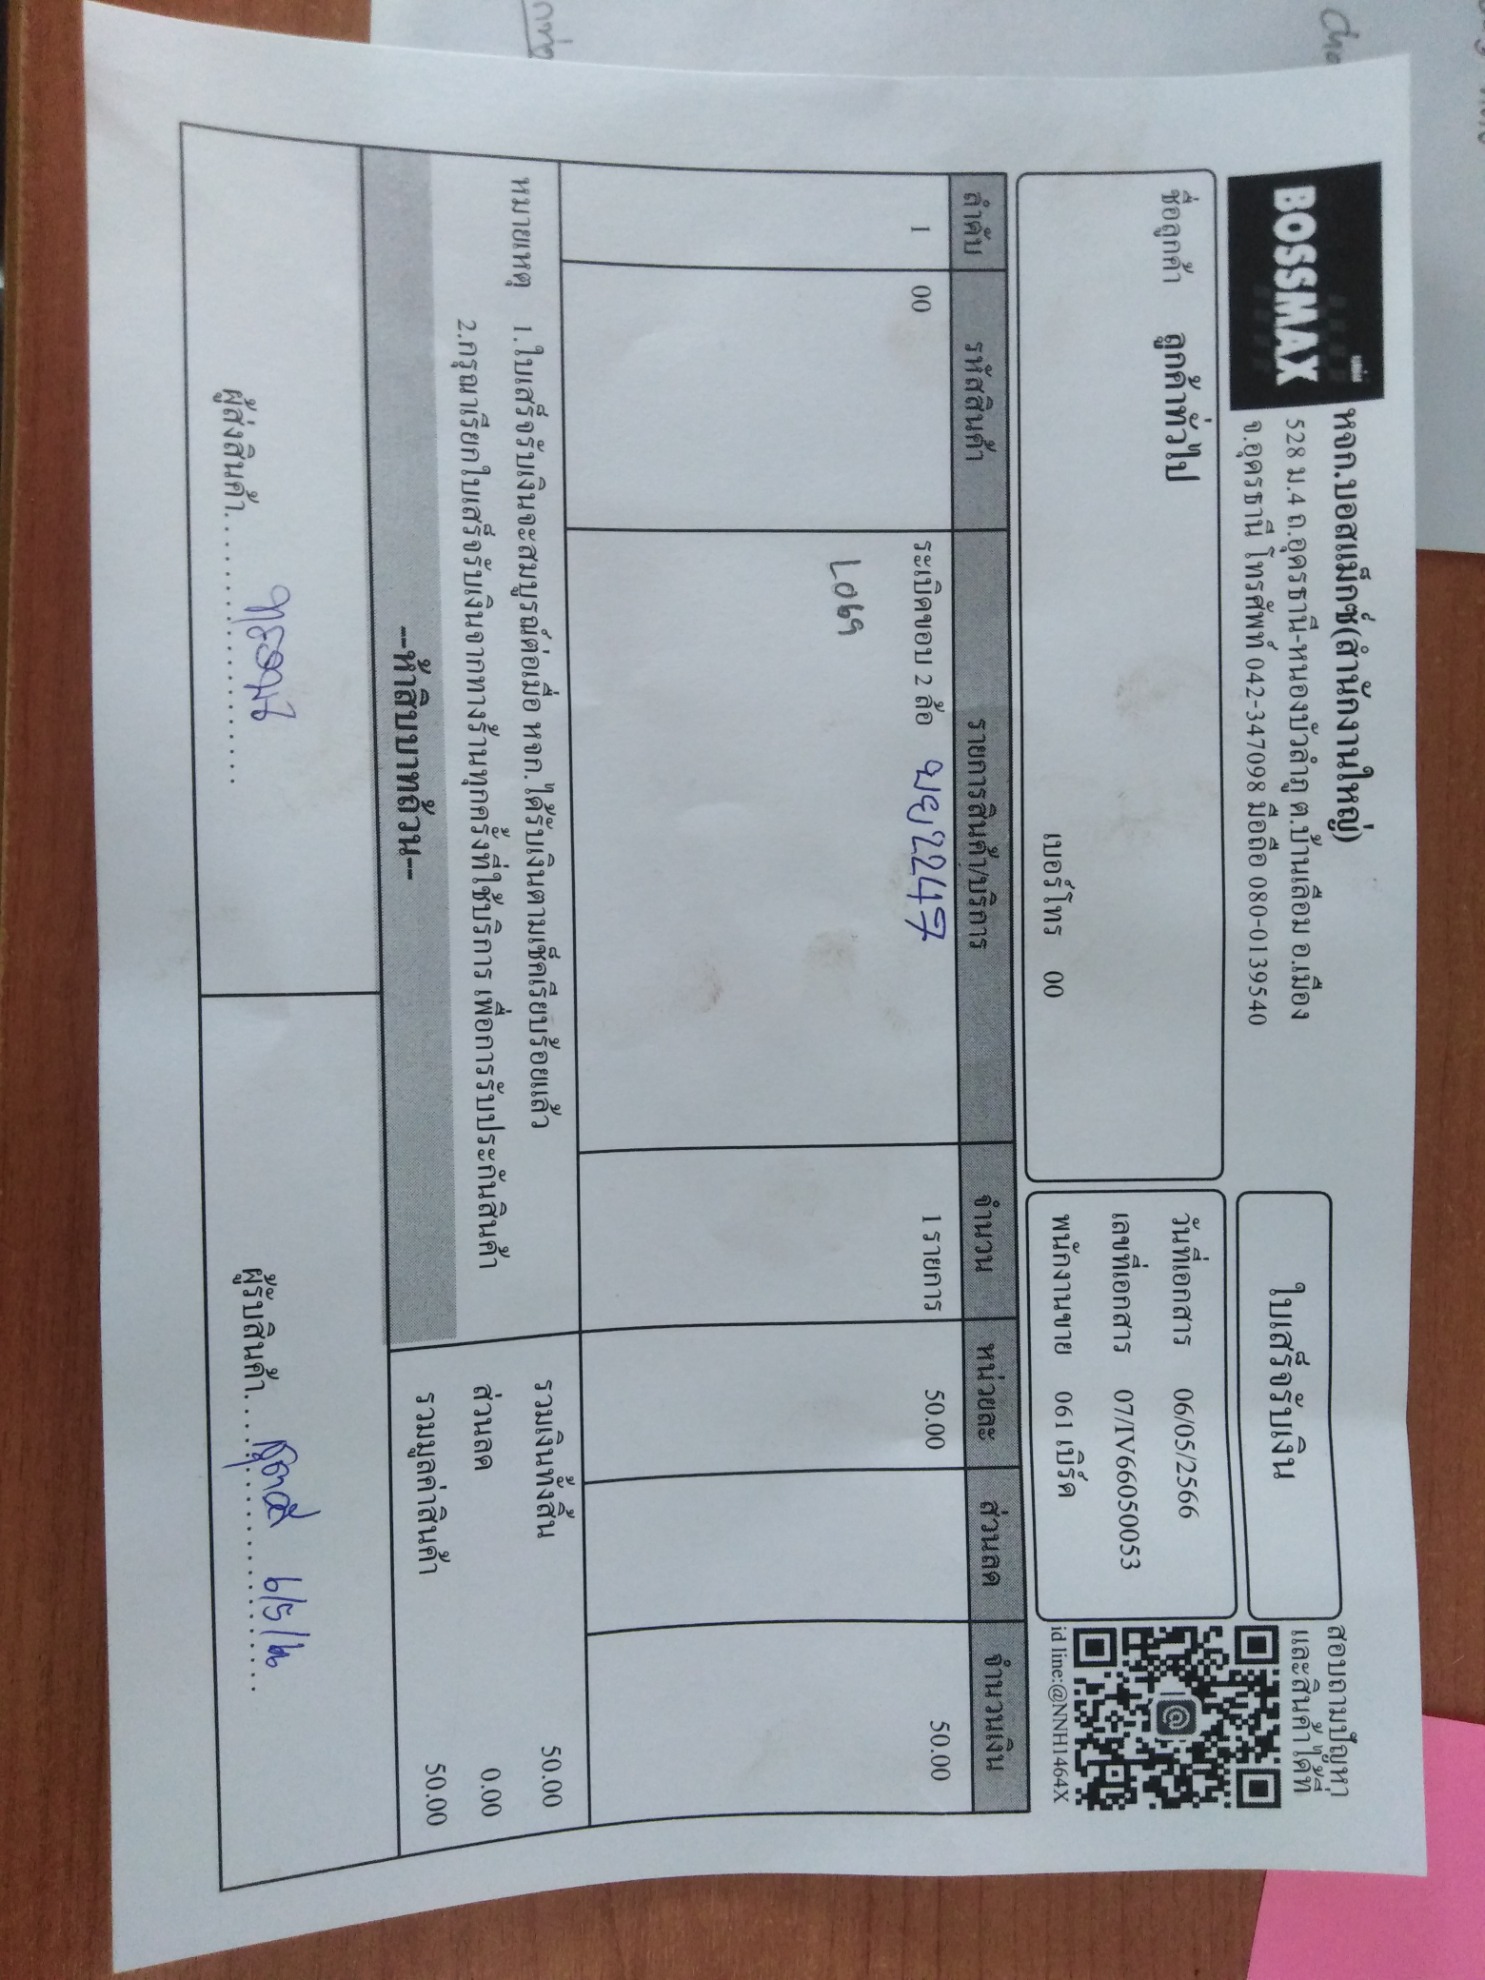 BOSSMAX
หจก.บอสแม็กซ์(สำนักงานใหญ่)
528 ม.4 ถ.อุดรธานี-หนองบัวลำภู ต.บ้านเลื่อม อ.เมือง
จ.อุดรธานี โทรศัพท์ 042-347098 มือถือ 080-0139540
ใบเสร็จรับเงิน
สอบถามปัญหา
และสินค้าได้ที่
id line:@NNH1464X
ชื่อลูกค้า ลูกค้าทั่วไป
เบอร์โทร 00
วันที่เอกสาร 06/05/2566
เลขที่เอกสาร 07/IV66050053
พนักงานขาย 061 เบิร์ด
ลำดับ รหัสสินค้า รายการสินค้า/บริการ จำนวน หน่วยละ ส่วนลด จำนวนเงิน
1 00 ระเบิดขอบ 2 ล้อ 2247 1 รายการ 50.00 50.00
หมายเหตุ 1.ใบเสร็จรับเงินจะสมบูรณ์ต่อเมื่อ หจก.ได้รับเงินตามเช็คเรียบร้อยแล้ว
2.กรุณาเรียกใบเสร็จรับเงินจากทางร้านทุกครั้งที่ใช้บริการ เพื่อการรับประกันสินค้า
--ห้าสิบบาทถ้วน--
รวมเงินทั้งสิ้น 50.00
ส่วนลด 0.00
รวมมูลค่าสินค้า 50.00
ผู้ส่งสินค้า
ผู้รับสินค้า